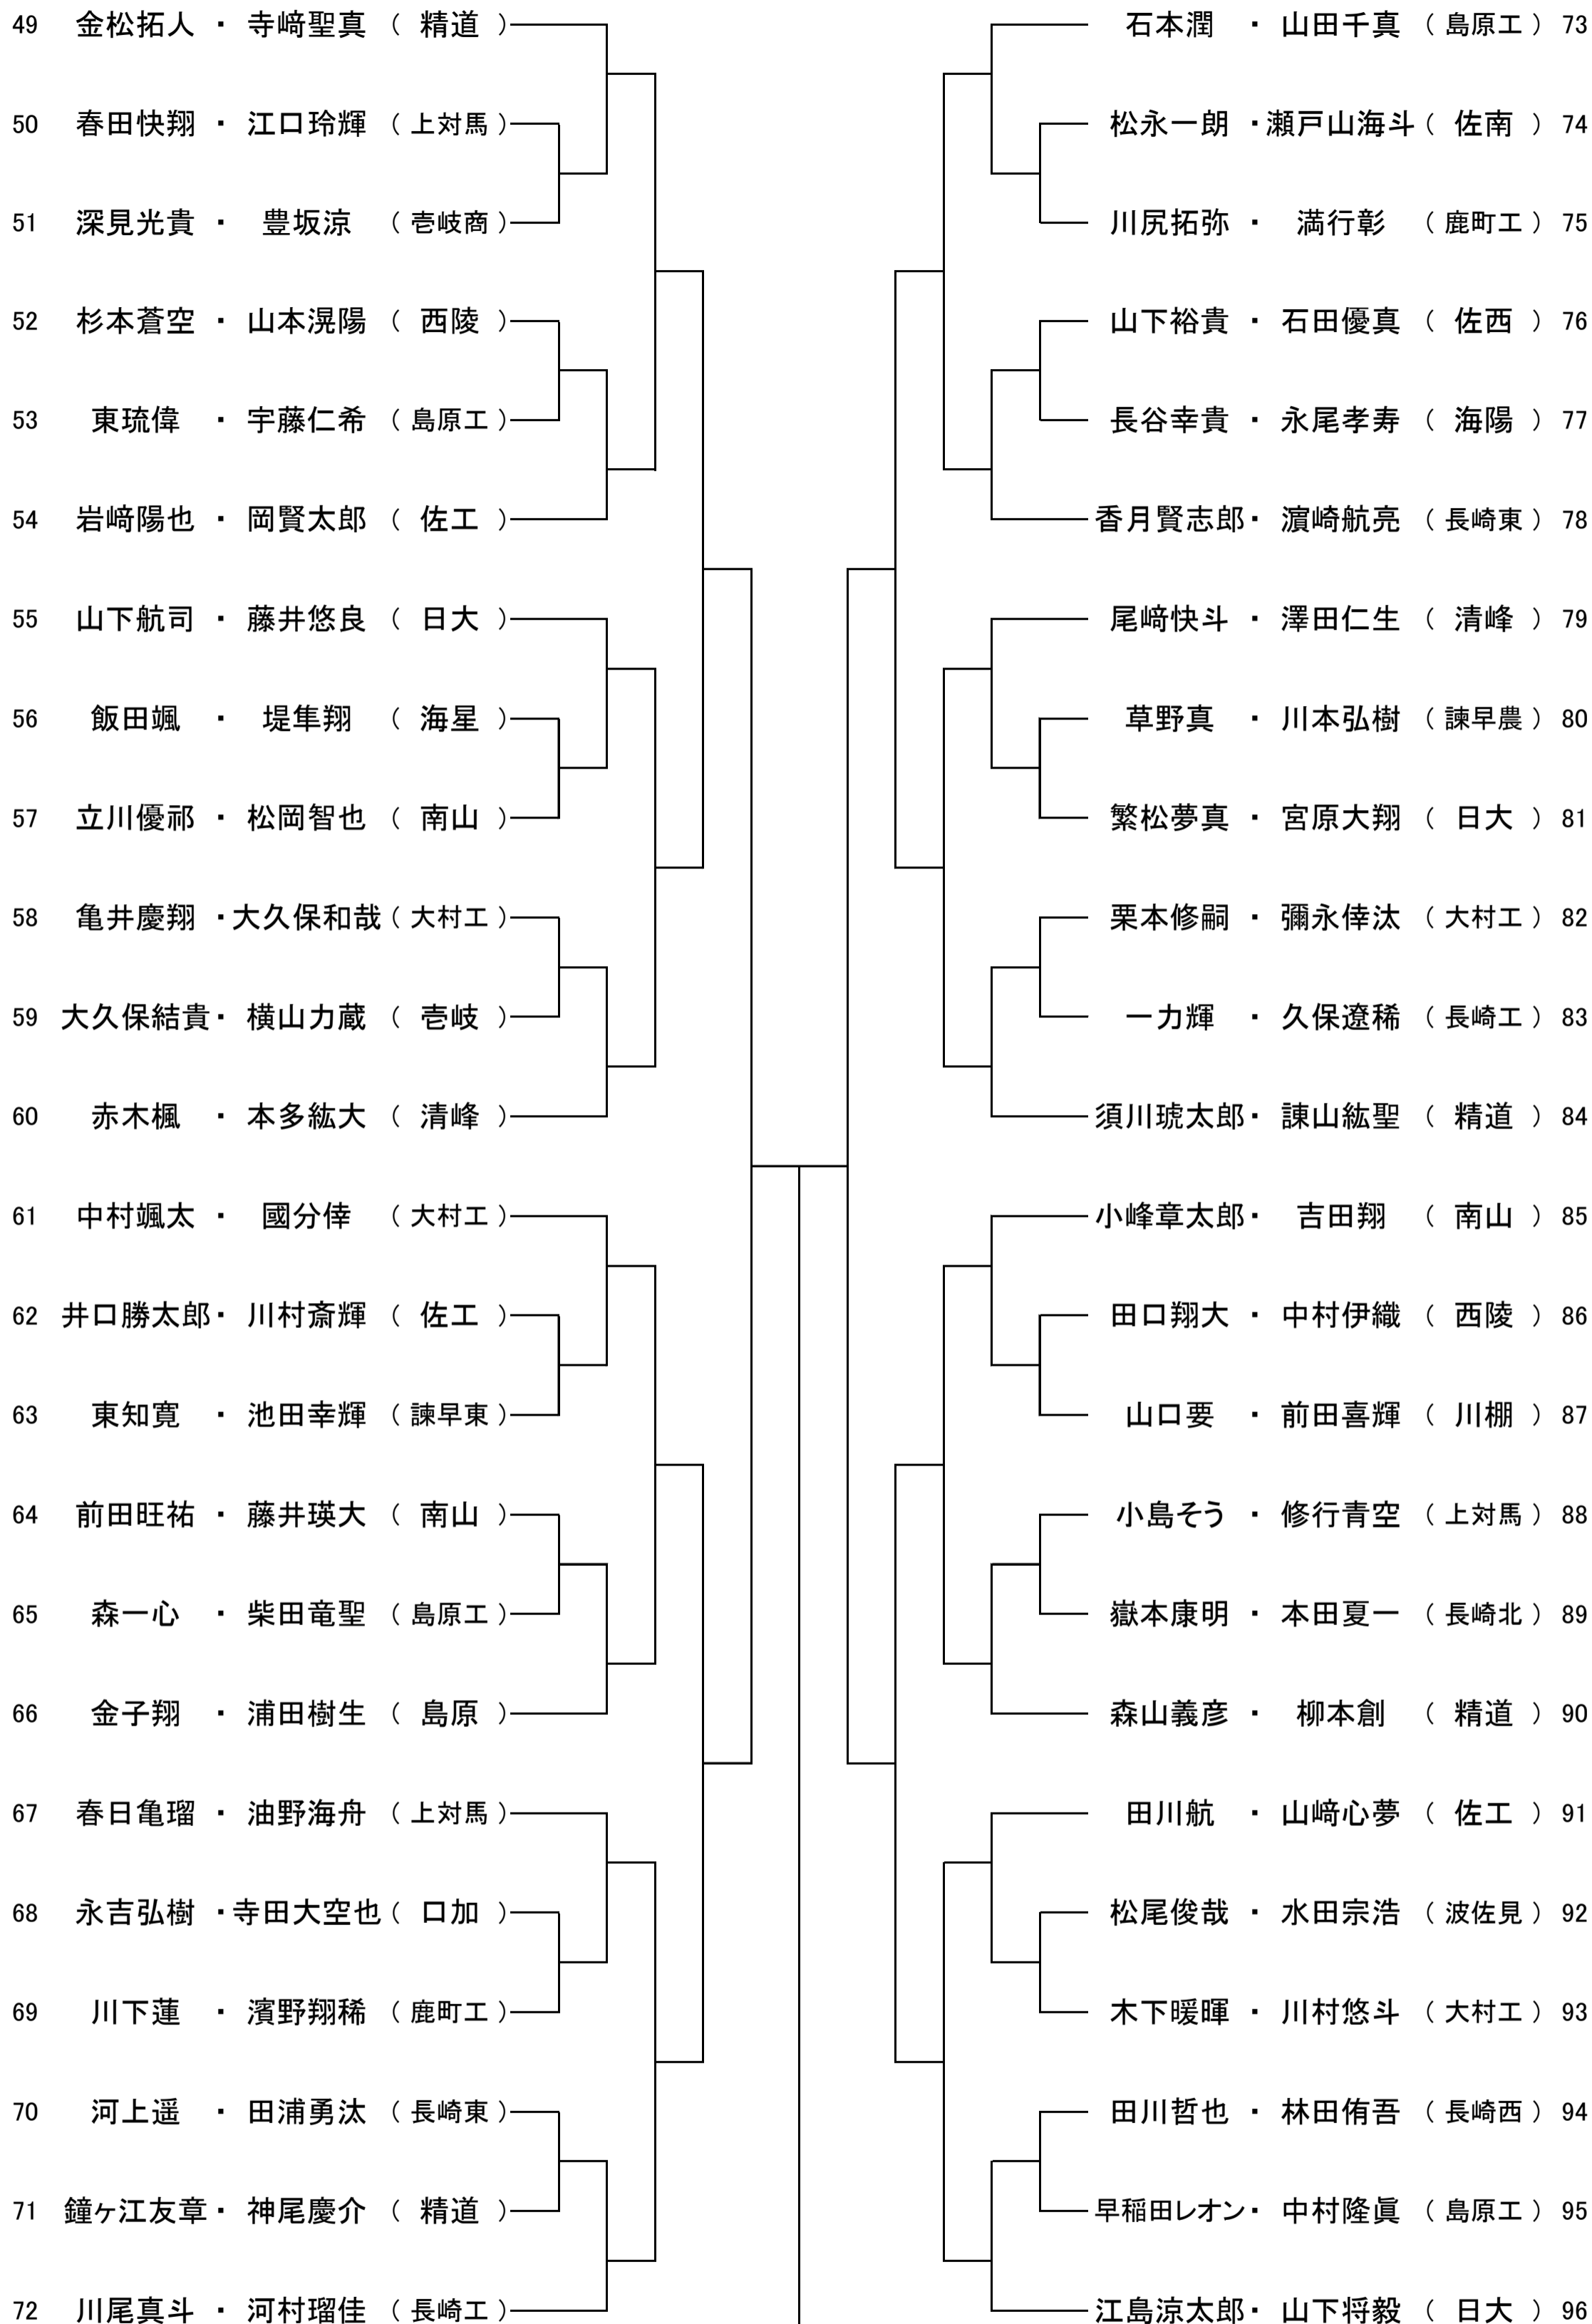 49 金松拓人 ・ 寺﨑聖真 （ 精道 ）
50 春田快翔 ・ 江口玲輝 （ 上対馬 ）
51 深見光貴 ・ 豊坂涼 （ 壱岐商 ）
52 杉本蒼空 ・ 山本滉陽 （ 西陵 ）
53 東琉偉 ・ 宇藤仁希 （ 島原工 ）
54 岩﨑陽也 ・ 岡賢太郎 （ 佐工 ）
55 山下航司 ・ 藤井悠良 （ 日大 ）
56 飯田颯 ・ 堤隼翔 （ 海星 ）
57 立川優祁 ・ 松岡智也 （ 南山 ）
58 亀井慶翔 ・ 大久保和哉 （ 大村工 ）
59 大久保結貴 ・ 横山力蔵 （ 壱岐 ）
60 赤木楓 ・ 本多紘大 （ 清峰 ）
61 中村颯太 ・ 國分倖 （ 大村工 ）
62 井口勝太郎 ・ 川村斎輝 （ 佐工 ）
63 東知寛 ・ 池田幸輝 （ 諫早東 ）
64 前田旺祐 ・ 藤井瑛大 （ 南山 ）
65 森一心 ・ 柴田竜聖 （ 島原工 ）
66 金子翔 ・ 浦田樹生 （ 島原 ）
67 春日亀瑠 ・ 油野海舟 （ 上対馬 ）
68 永吉弘樹 ・ 寺田大空也 （ 口加 ）
69 川下蓮 ・ 濱野翔稀 （ 鹿町工 ）
70 河上遥 ・ 田浦勇汰 （ 長崎東 ）
71 鐘ヶ江友章 ・ 神尾慶介 （ 精道 ）
72 川尾真斗 ・ 河村瑠佳 （ 長崎工 ）
石本潤 ・ 山田千真 （ 島原工 ） 73
松永一朗 ・ 瀬戸山海斗 （ 佐南 ） 74
川尻拓弥 ・ 満行彰 （ 鹿町工 ） 75
山下裕貴 ・ 石田優真 （ 佐西 ） 76
長谷幸貴 ・ 永尾孝寿 （ 海陽 ） 77
香月賢志郎 ・ 濵崎航亮 （ 長崎東 ） 78
尾﨑快斗 ・ 澤田仁生 （ 清峰 ） 79
草野真 ・ 川本弘樹 （ 諫早農 ） 80
繁松夢真 ・ 宮原大翔 （ 日大 ） 81
栗本修嗣 ・ 彌永倖汰 （ 大村工 ） 82
一力輝 ・ 久保遼稀 （ 長崎工 ） 83
須川琥太郎 ・ 諌山紘聖 （ 精道 ） 84
小峰章太郎 ・ 吉田翔 （ 南山 ） 85
田口翔大 ・ 中村伊織 （ 西陵 ） 86
山口要 ・ 前田喜輝 （ 川棚 ） 87
小島そう ・ 修行青空 （ 上対馬 ） 88
嶽本康明 ・ 本田夏一 （ 長崎北 ） 89
森山義彦 ・ 柳本創 （ 精道 ） 90
田川航 ・ 山﨑心夢 （ 佐工 ） 91
松尾俊哉 ・ 水田宗浩 （ 波佐見 ） 92
木下暖暉 ・ 川村悠斗 （ 大村工 ） 93
田川哲也 ・ 林田侑吾 （ 長崎西 ） 94
早稲田レオン ・ 中村隆眞 （ 島原工 ） 95
江島涼太郎 ・ 山下将毅 （ 日大 ） 96